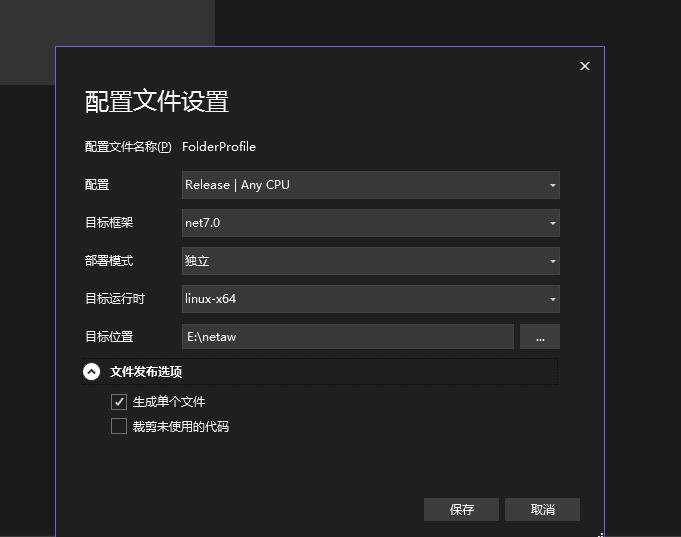 配置文件设置
配置文件名称(P) FolderProfile
配置 Release | Any CPU
目标框架 net7.0
部署模式 独立
目标运行时 linux-x64
目标位置 E:\netaw ...
文件发布选项
生成单个文件
裁剪未使用的代码
保存 取消